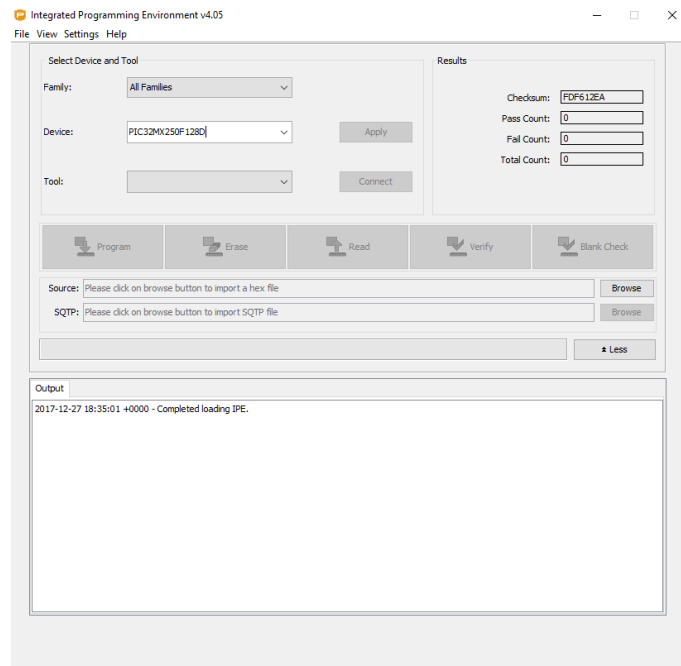 Integrated Programming Environment v4.05
File View Settings Help
Select Device and Tool
Family: All Families
Device: PIC32MX250F128D Apply
Tool: Connect
Results
Checksum: FDF612EA
Pass Count: 0
Fail Count: 0
Total Count: 0
Program Erase Read Verify Blank Check
Source: Please click on browse button to import a hex file Browse
SQTP: Please click on browse button to import SQTP file Browse
Less
Output
2017-12-27 18:35:01 +0000 - Completed loading IPE.